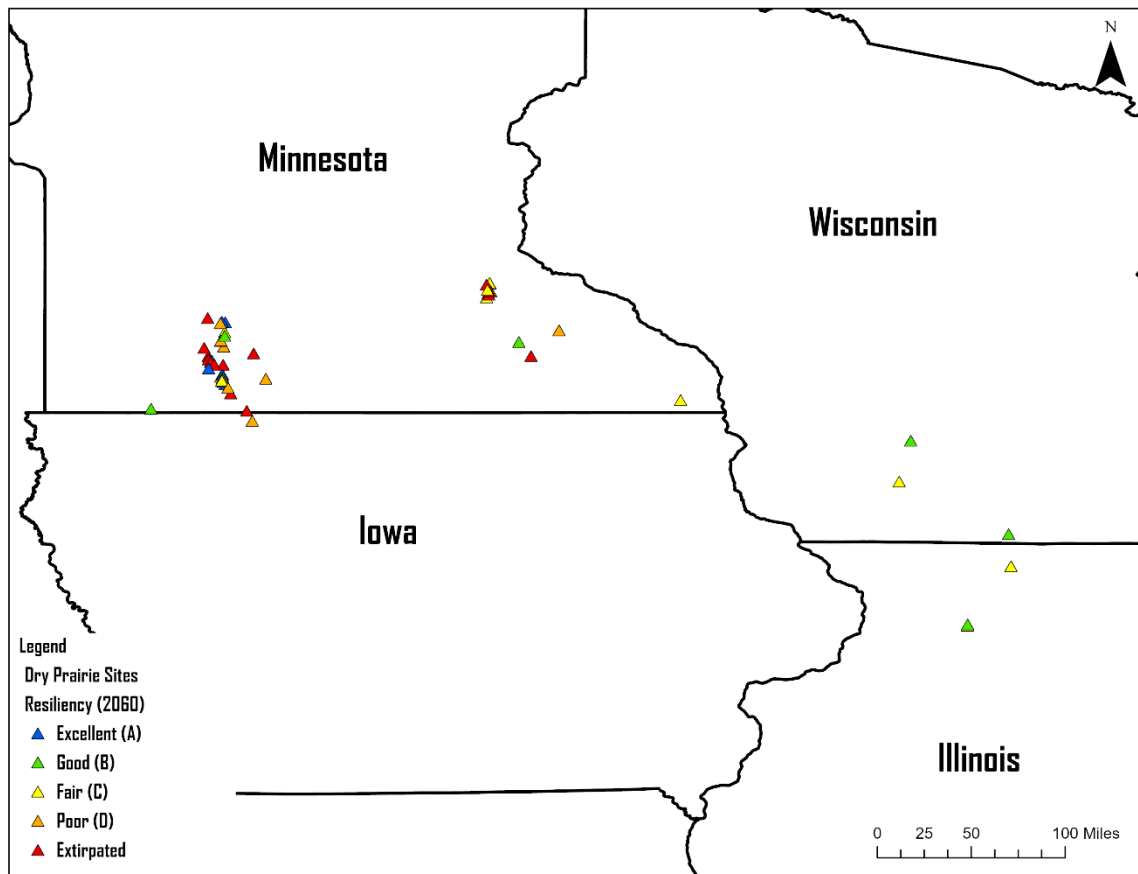 N
Minnesota
Wisconsin
Iowa
Illinois
Legend
Dry Prairie Sites
Resiliency (2060)
Excellent (A)
Good (B)
Fair (C)
Poor (D)
Extirpated
0 25 50 100 Miles